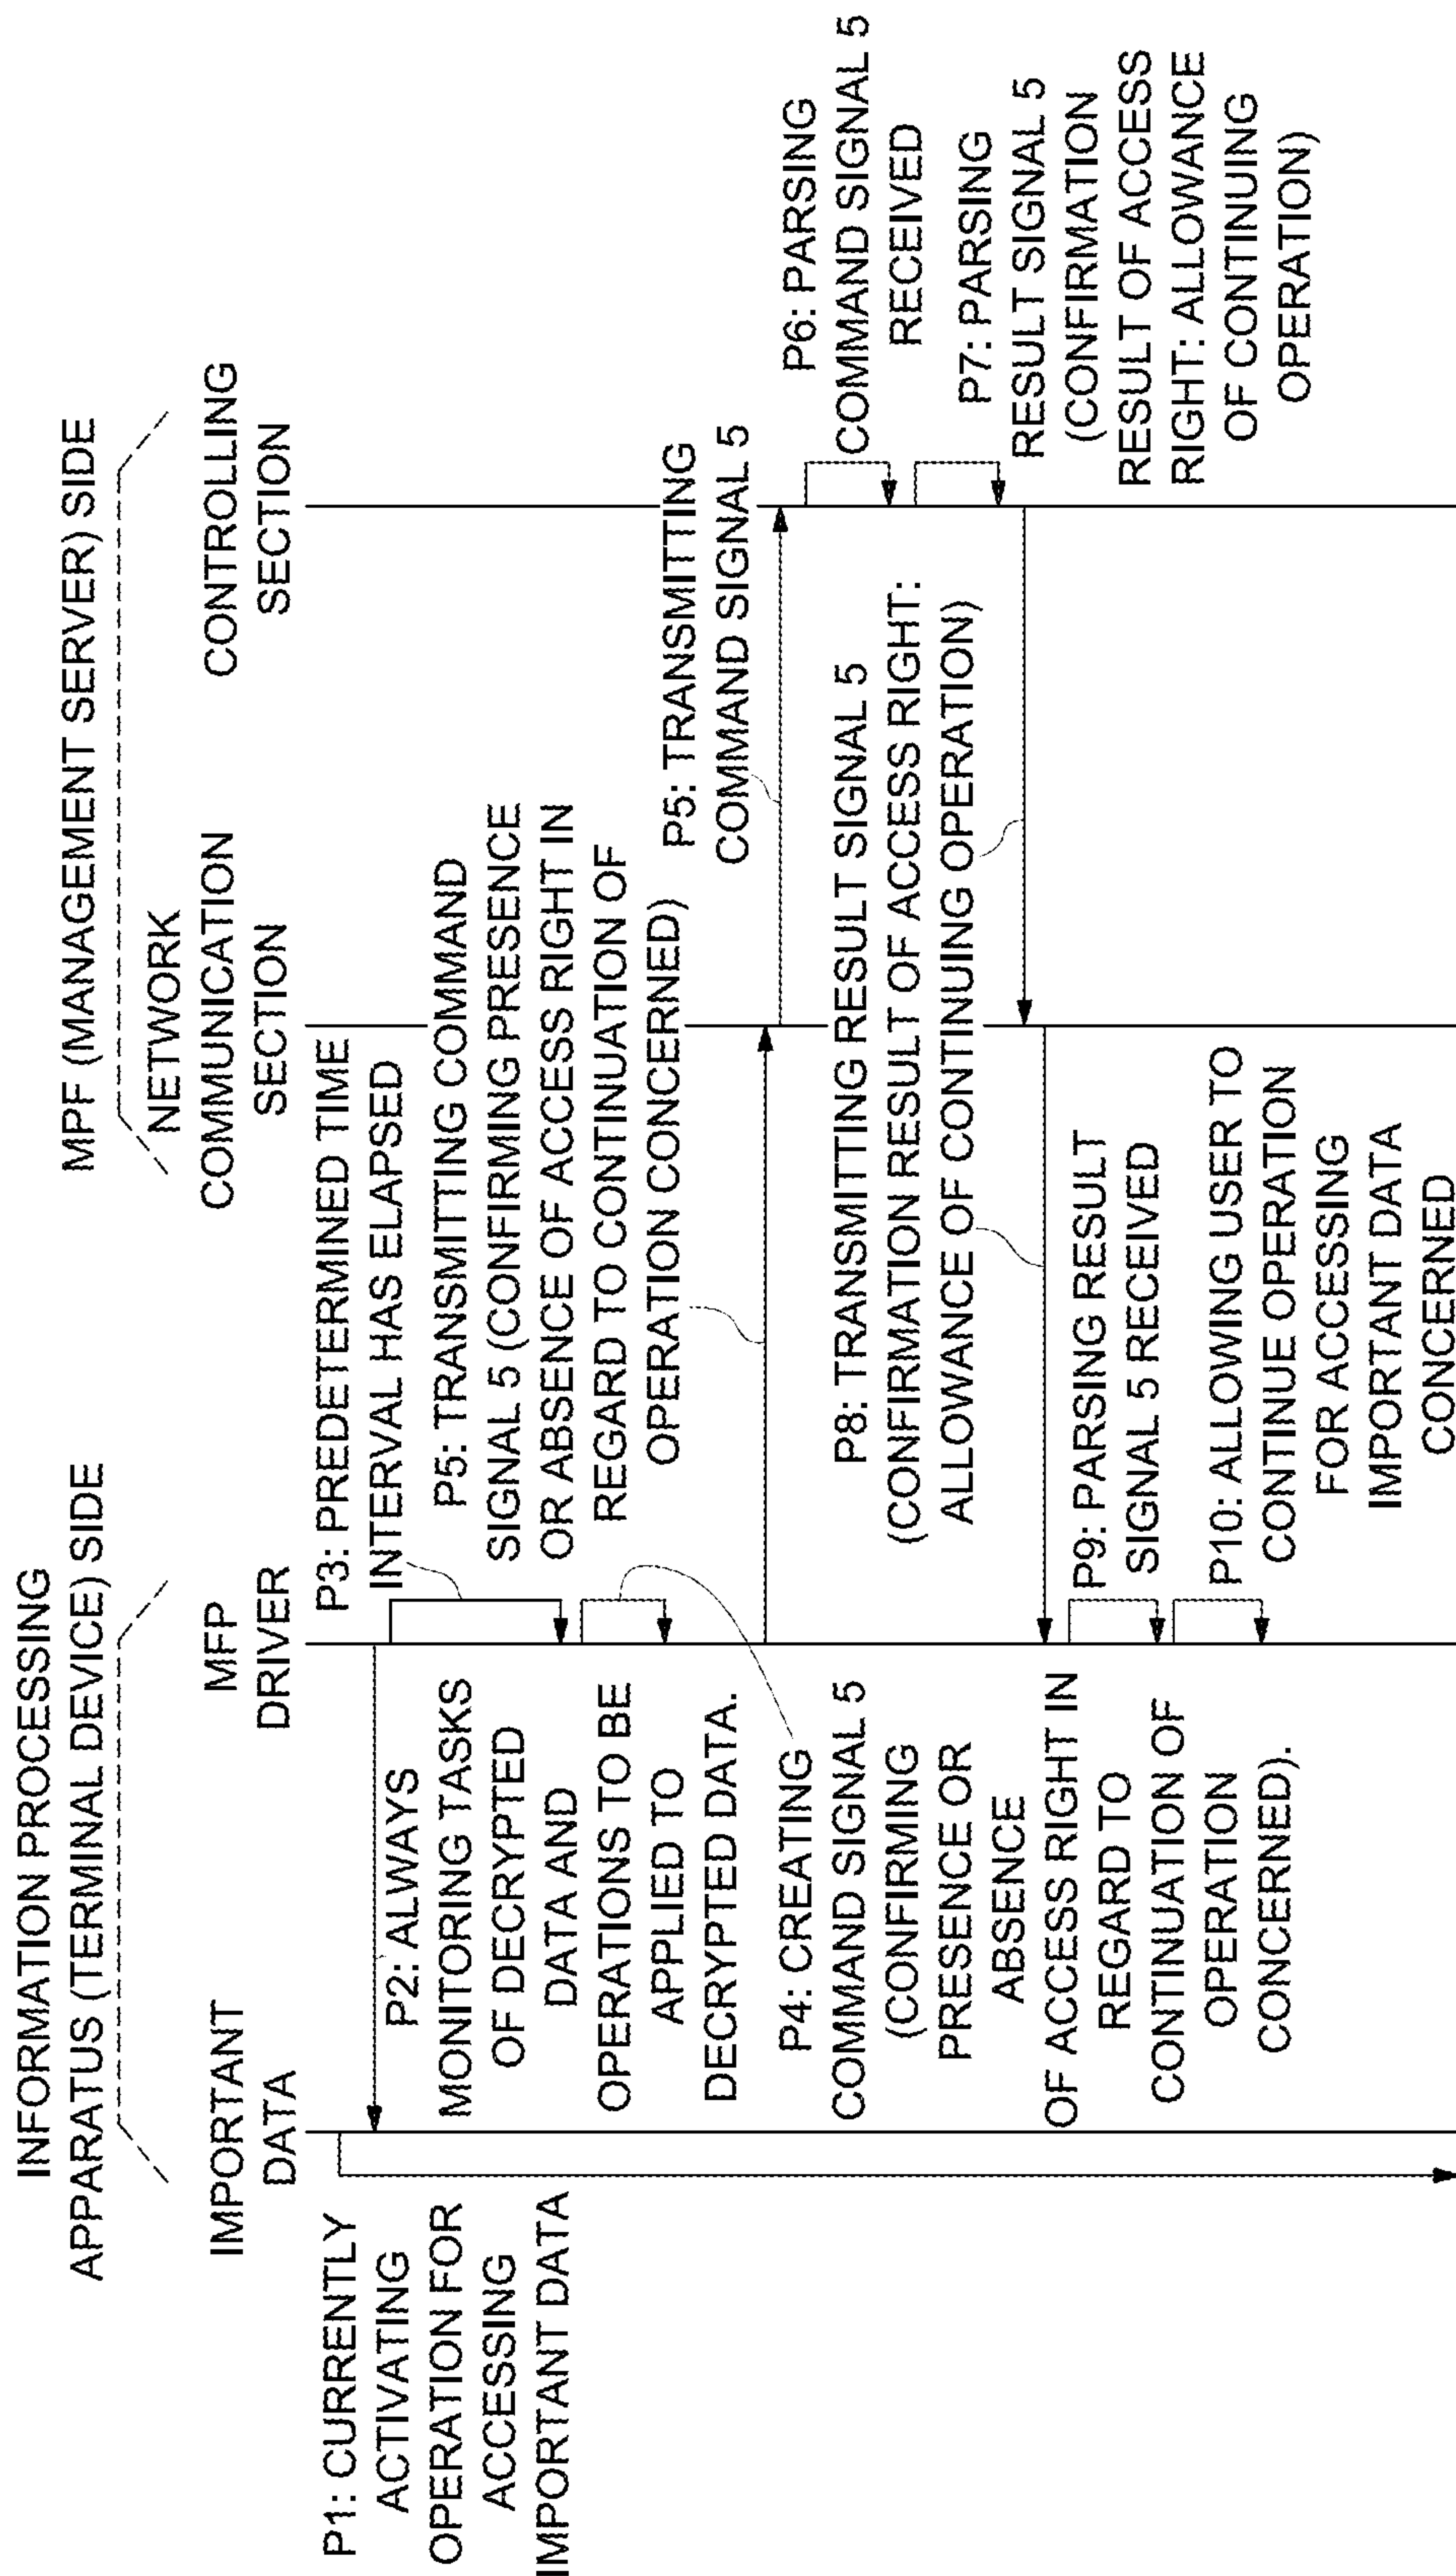 INFORMATION PROCESSING
APPARATUS (TERMINAL DEVICE) SIDE
MPF (MANAGEMENT SERVER) SIDE
IMPORTANT
DATA
MFP
DRIVER
NETWORK
COMMUNICATION
SECTION
CONTROLLING
SECTION
P1: CURRENTLY
ACTIVATING
OPERATION FOR
ACCESSING
IMPORTANT DATA
P2: ALWAYS
MONITORING TASKS
OF DECRYPTED
DATA AND
OPERATIONS TO BE
APPLIED TO
DECRYPTED DATA.
P3: PREDETERMINED TIME
INTERVAL HAS ELAPSED
P4: CREATING
COMMAND SIGNAL 5
(CONFIRMING
PRESENCE OR
ABSENCE
OF ACCESS RIGHT IN
REGARD TO
CONTINUATION OF
OPERATION
CONCERNED).
P5: TRANSMITTING COMMAND
SIGNAL 5 (CONFIRMING PRESENCE
OR ABSENCE OF ACCESS RIGHT IN
REGARD TO CONTINUATION OF
OPERATION CONCERNED)
P5: TRANSMITTING
COMMAND SIGNAL 5
P6: PARSING
COMMAND SIGNAL 5
RECEIVED
P7: PARSING
RESULT SIGNAL 5
(CONFIRMATION
RESULT OF ACCESS
RIGHT: ALLOWANCE
OF CONTINUING
OPERATION)
P8: TRANSMITTING RESULT SIGNAL 5
(CONFIRMATION RESULT OF ACCESS RIGHT:
ALLOWANCE OF CONTINUING OPERATION)
P9: PARSING RESULT
SIGNAL 5 RECEIVED
P10: ALLOWING USER TO
CONTINUE OPERATION
FOR ACCESSING
IMPORTANT DATA
CONCERNED